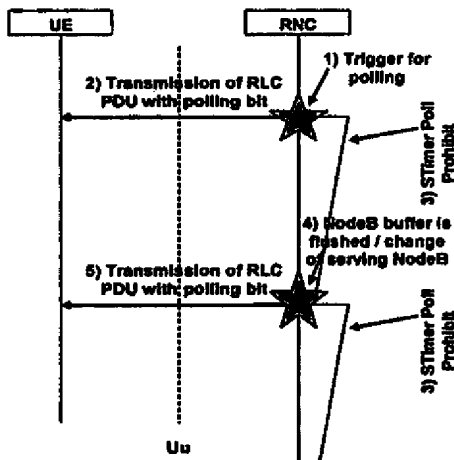 UE
RNC
1) Trigger for
polling
2) Transmission of RLC
PDU with polling bit
3) STimer Poll
Prohibit
4) NodeB buffer is
flushed / change
of serving NodeB
5) Transmission of RLC
PDU with polling bit
3) STimer Poll
Prohibit
Uu